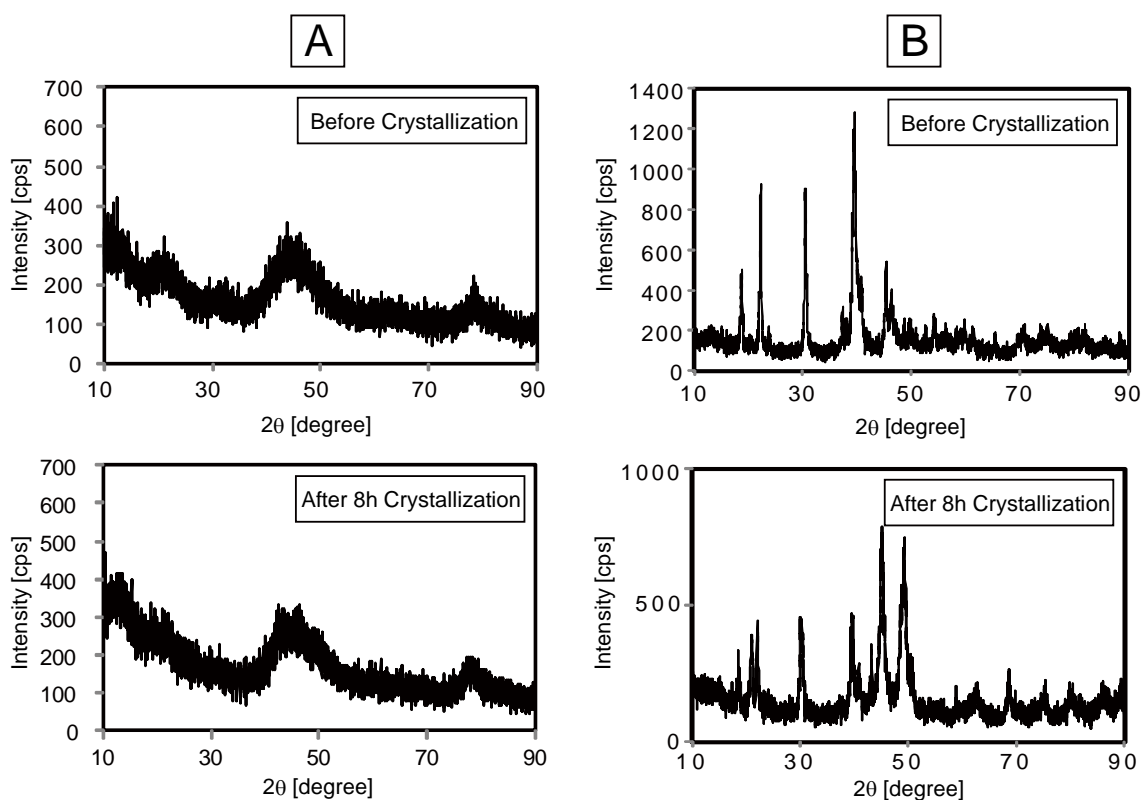 A
Before Crystallization
Intensity [cps]
700
600
500
400
300
200
100
0
10 30 50 70 90
2θ [degree]
B
Before Crystallization
Intensity [cps]
1400
1200
1000
800
600
400
200
0
10 30 50 70 90
2θ [degree]
After 8h Crystallization
Intensity [cps]
700
600
500
400
300
200
100
0
10 30 50 70 90
2θ [degree]
After 8h Crystallization
Intensity [cps]
1000
500
0
10 30 50 70 90
2θ [degree]